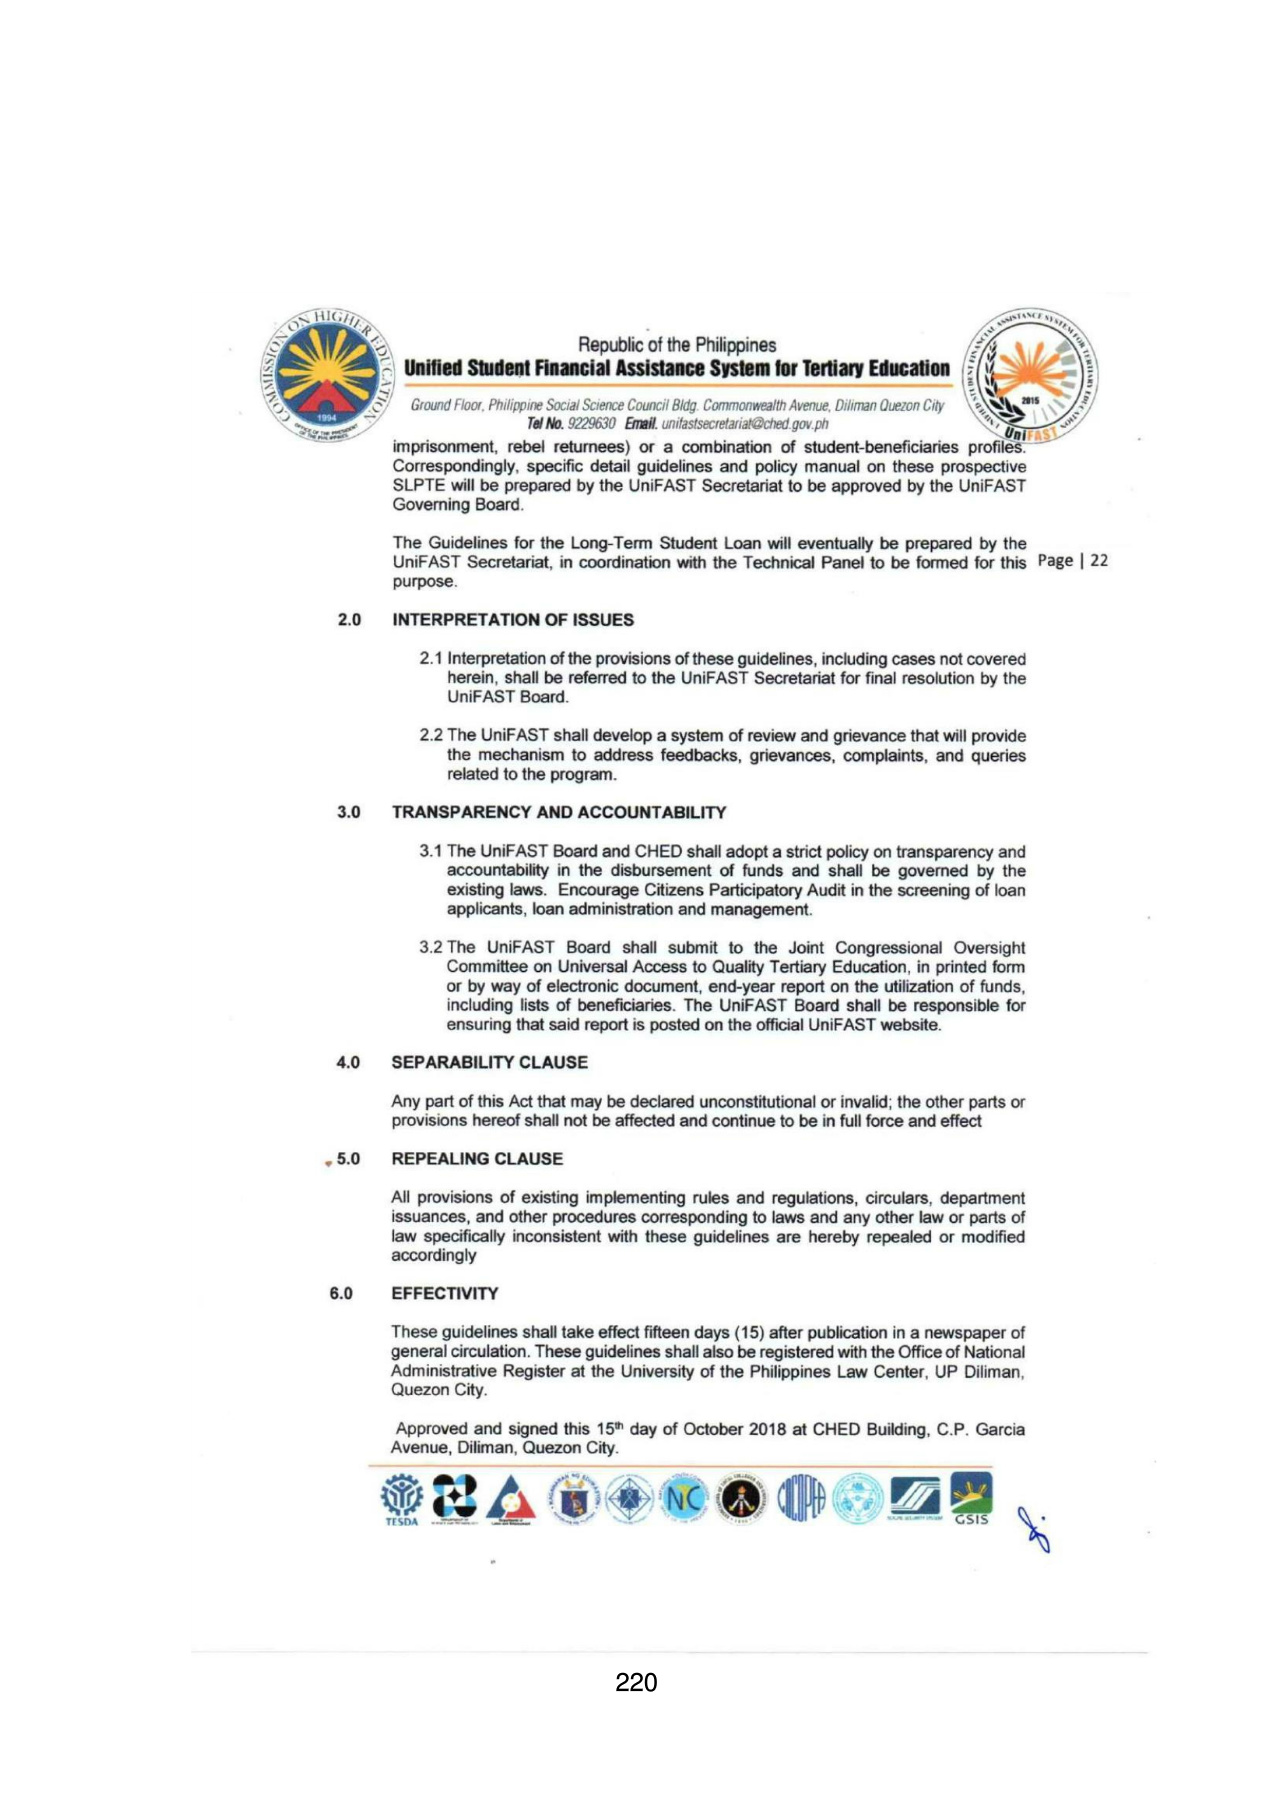 COMMISSION ON HIGHER EDUCATION
1994
OFFICE OF THE PRESIDENT
OF THE PHILIPPINES
Republic of the Philippines
Unified Student Financial Assistance System for Tertiary Education
Ground Floor, Philippine Social Science Council Bldg. Commonwealth Avenue, Diliman Quezon City
Tel No. 9229630 Email. unifastsecretariat@ched.gov.ph
UNIFIED STUDENT FINANCIAL ASSISTANCE SYSTEM FOR TERTIARY EDUCATION
2015
UniFAST
imprisonment, rebel returnees) or a combination of student-beneficiaries profiles.
Correspondingly, specific detail guidelines and policy manual on these prospective
SLPTE will be prepared by the UniFAST Secretariat to be approved by the UniFAST
Governing Board.
The Guidelines for the Long-Term Student Loan will eventually be prepared by the
UniFAST Secretariat, in coordination with the Technical Panel to be formed for this
purpose.
Page | 22
2.0 INTERPRETATION OF ISSUES
2.1 Interpretation of the provisions of these guidelines, including cases not covered
herein, shall be referred to the UniFAST Secretariat for final resolution by the
UniFAST Board.
2.2 The UniFAST shall develop a system of review and grievance that will provide
the mechanism to address feedbacks, grievances, complaints, and queries
related to the program.
3.0 TRANSPARENCY AND ACCOUNTABILITY
3.1 The UniFAST Board and CHED shall adopt a strict policy on transparency and
accountability in the disbursement of funds and shall be governed by the
existing laws. Encourage Citizens Participatory Audit in the screening of loan
applicants, loan administration and management.
3.2 The UniFAST Board shall submit to the Joint Congressional Oversight
Committee on Universal Access to Quality Tertiary Education, in printed form
or by way of electronic document, end-year report on the utilization of funds,
including lists of beneficiaries. The UniFAST Board shall be responsible for
ensuring that said report is posted on the official UniFAST website.
4.0 SEPARABILITY CLAUSE
Any part of this Act that may be declared unconstitutional or invalid; the other parts or
provisions hereof shall not be affected and continue to be in full force and effect
5.0 REPEALING CLAUSE
All provisions of existing implementing rules and regulations, circulars, department
issuances, and other procedures corresponding to laws and any other law or parts of
law specifically inconsistent with these guidelines are hereby repealed or modified
accordingly
6.0 EFFECTIVITY
These guidelines shall take effect fifteen days (15) after publication in a newspaper of
general circulation. These guidelines shall also be registered with the Office of National
Administrative Register at the University of the Philippines Law Center, UP Diliman,
Quezon City.
Approved and signed this 15th day of October 2018 at CHED Building, C.P. Garcia
Avenue, Diliman, Quezon City.
TESDA
NYC
COCOPEA
GSIS
220